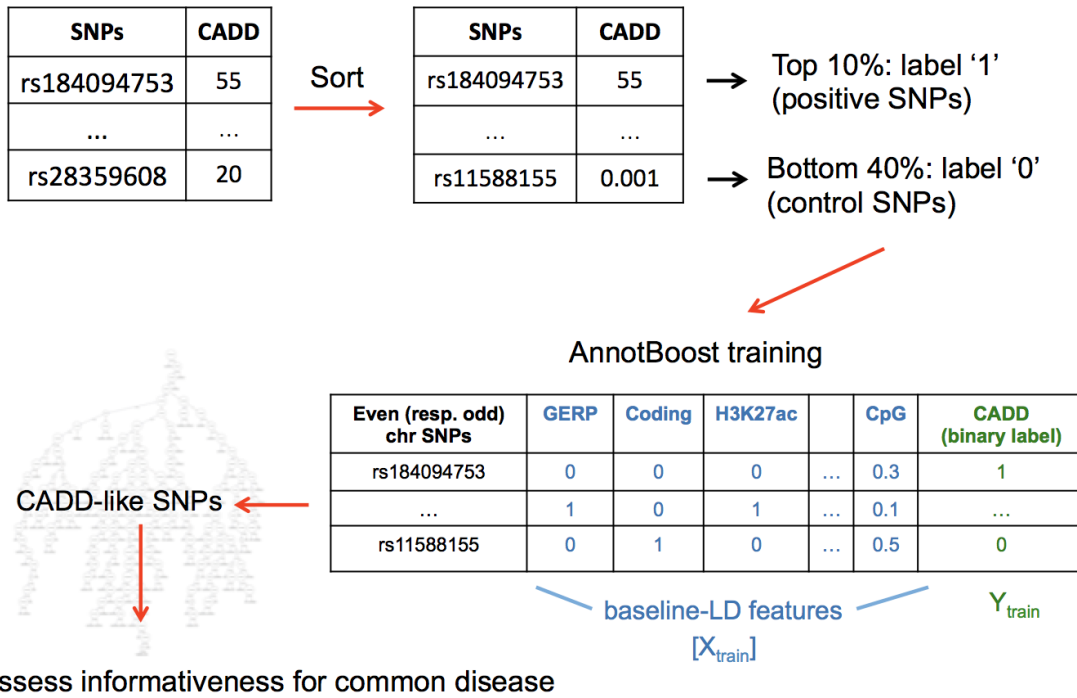 SNPs CADD
rs184094753 55
... ...
rs28359608 20
Sort
SNPs CADD
rs184094753 55
... ...
rs11588155 0.001
Top 10%: label ‘1’
(positive SNPs)
Bottom 40%: label ‘0’
(control SNPs)
AnnotBoost training
Even (resp. odd)
chr SNPs
GERP Coding H3K27ac CpG
CADD
(binary label)
rs184094753 0 0 0 ... 0.3 1
... 1 0 1 ... 0.1 ...
rs11588155 0 1 0 ... 0.5 0
CADD-like SNPs
baseline-LD features
[Xtrain]
Ytrain
ssess informativeness for common disease